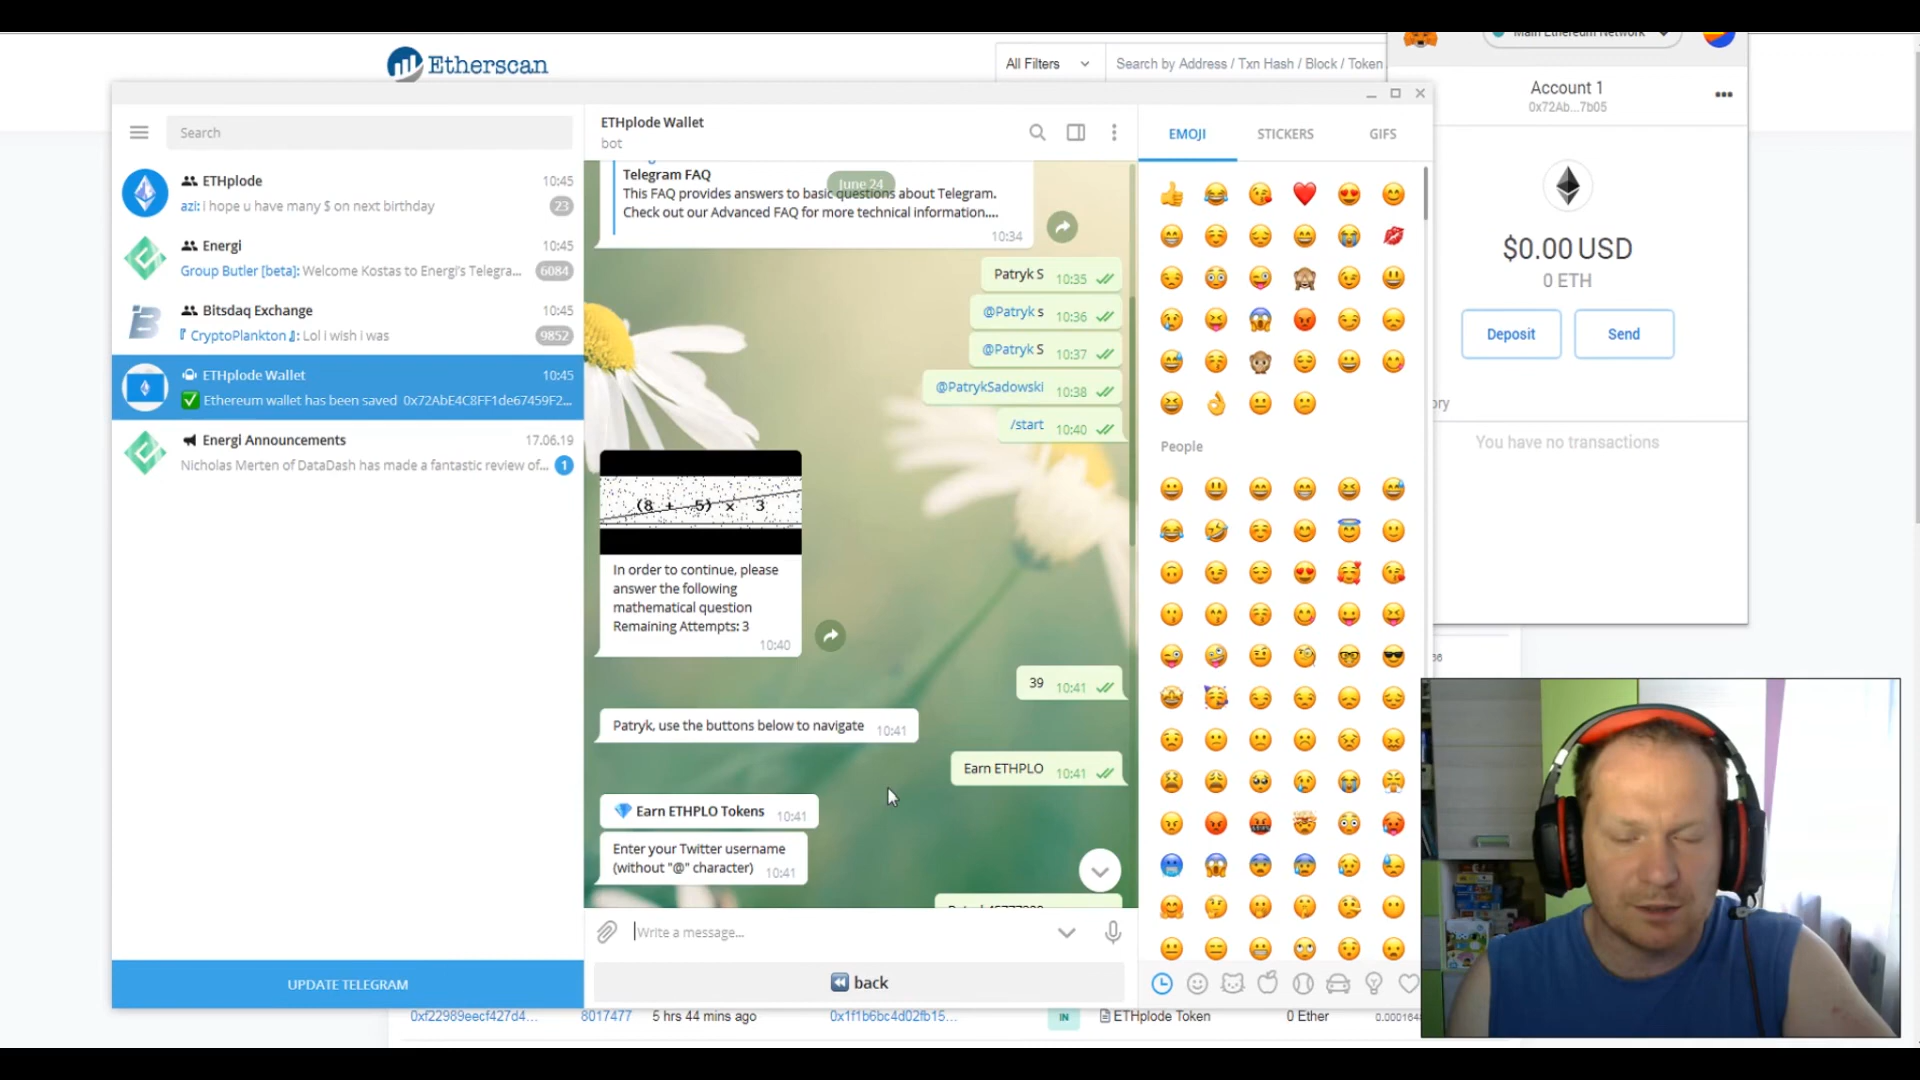 Etherscan
All Filters
Search by Address / Txn Hash / Block / Token
Main Ethereum Network
Account 1
0x72Ab...7b05
$0.00 USD
0 ETH
Deposit
Send
ory
You have no transactions
Search
ETHplode
10:45
azi: I hope u have many $ on next birthday
23
Energi
10:45
Group Butler [beta]: Welcome Kostas to Energi's Telegra...
6084
Bitsdaq Exchange
10:45
CryptoPlankton : Lol i wish i was
9852
ETHplode Wallet
10:45
Ethereum wallet has been saved 0x72AbE4C8FF1de67459F2...
Energi Announcements
17.06.19
Nicholas Merten of DataDash has made a fantastic review of...
1
UPDATE TELEGRAM
ETHplode Wallet
bot
Telegram FAQ
June 24
This FAQ provides answers to basic questions about Telegram.
Check out our Advanced FAQ for more technical information....
10:34
Patryk S 10:35
@Patryk s 10:36
@Patryk S 10:37
@PatrykSadowski 10:38
/start 10:40
(8 + 5) x 3
In order to continue, please
answer the following
mathematical question
Remaining Attempts: 3
10:40
39 10:41
Patryk, use the buttons below to navigate 10:41
Earn ETHPLO 10:41
Earn ETHPLO Tokens 10:41
Enter your Twitter username
(without "@" character) 10:41
Write a message...
back
EMOJI
STICKERS
GIFS
People
0xf22989eecf427d4...
8017477
5 hrs 44 mins ago
0x1f1b6bc4d02fb15...
IN
ETHplode Token
0 Ether